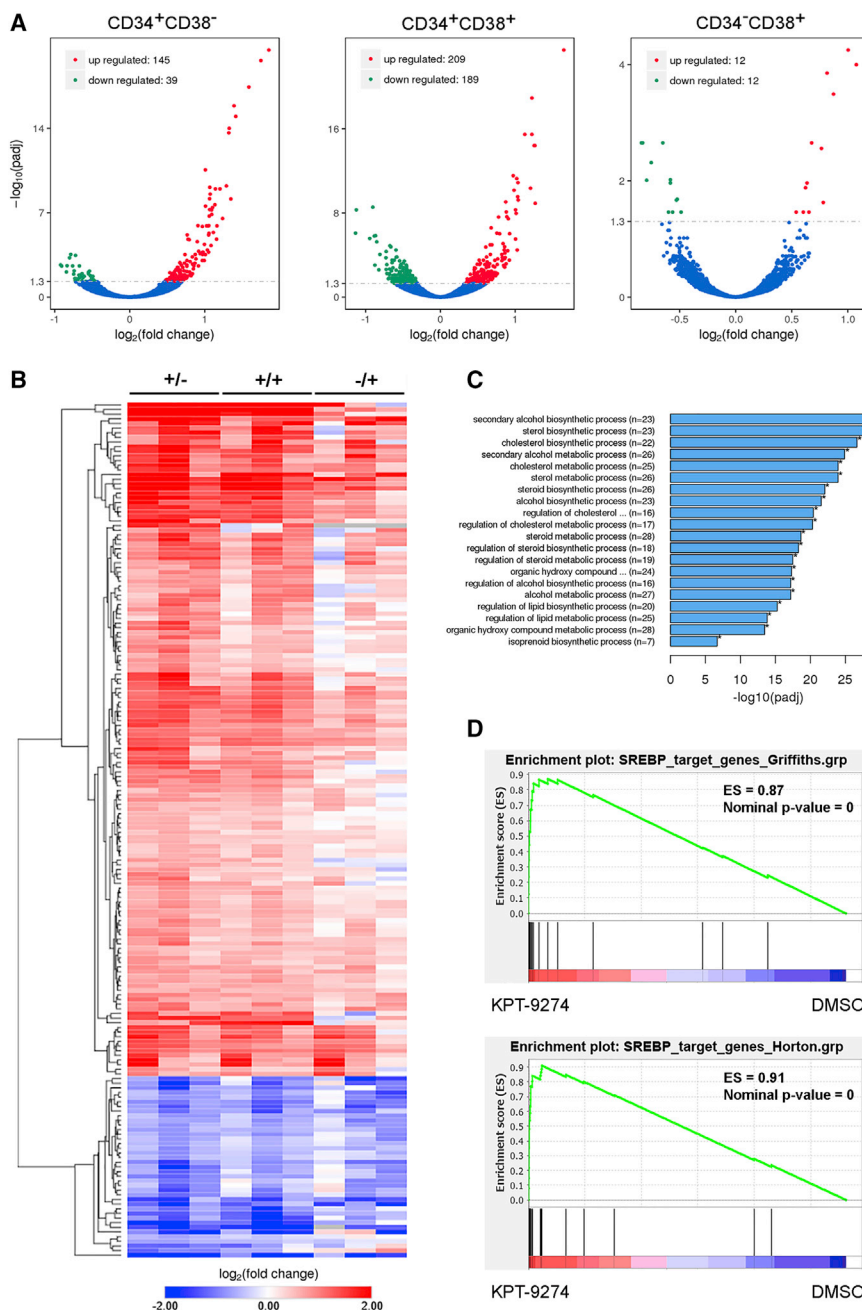 A
CD34+CD38-
CD34+CD38+
CD34-CD38+
up regulated: 145
down regulated: 39
up regulated: 209
down regulated: 189
up regulated: 12
down regulated: 12
−log10(padj)
14
7
1.3
0
16
8
1.3
0
4
2
1.3
0
-1 0 1
-1 0 1
-0.5 0.0 0.5 1.0
log2(fold change)
log2(fold change)
log2(fold change)
B
+/- +/+ -/+
log2(fold change)
-2.00 0.00 2.00
C
secondary alcohol biosynthetic process (n=23)
sterol biosynthetic process (n=23)
cholesterol biosynthetic process (n=22)
secondary alcohol metabolic process (n=26)
cholesterol metabolic process (n=25)
sterol metabolic process (n=26)
steroid biosynthetic process (n=26)
alcohol biosynthetic process (n=23)
regulation of cholesterol ... (n=16)
regulation of cholesterol metabolic process (n=17)
steroid metabolic process (n=28)
regulation of steroid biosynthetic process (n=18)
regulation of steroid metabolic process (n=19)
organic hydroxy compound ... (n=24)
regulation of alcohol biosynthetic process (n=16)
alcohol metabolic process (n=27)
regulation of lipid biosynthetic process (n=20)
regulation of lipid metabolic process (n=25)
organic hydroxy compound metabolic process (n=28)
isoprenoid biosynthetic process (n=7)
0 5 10 15 20 25
-log10(padj)
D
Enrichment plot: SREBP_target_genes_Griffiths.grp
ES = 0.87
Nominal p-value = 0
Enrichment score (ES)
0.9
0.8
0.7
0.6
0.5
0.4
0.3
0.2
0.1
0.0
KPT-9274 DMSO
Enrichment plot: SREBP_target_genes_Horton.grp
ES = 0.91
Nominal p-value = 0
Enrichment score (ES)
0.9
0.8
0.7
0.6
0.5
0.4
0.3
0.2
0.1
0.0
KPT-9274 DMSO